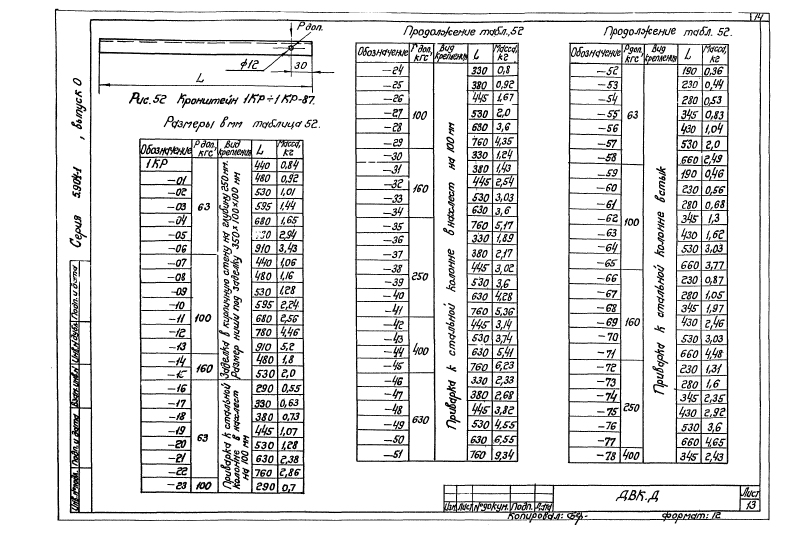 14
Р доп.
ф12
30
L
Рис. 52 Кронштейн 1КР÷1КР-87.
Размеры в мм таблица 52.
Обозначение Р доп, кгс Вид крепления L Масса, кг
1КР 440 0,84
-01 480 0,92
-02 530 1,01
-03 63 595 1,44
-04 680 1,65
-05 2,94
-06 910 3,43
-07 440 1,06
-08 480 1,16
-09 530 1,28
-10 595 2,24
-11 100 680 2,56
-12 780 4,46
-13 910 5,2
-14 160 480 1,8
-15 530 2,0
Заделка в кирпичную стену на глубину 250 мм. Размер ниши под заделку 350×100×100 мм
-16 290 0,55
-17 330 0,63
-18 380 0,73
-19 63 445 1,07
-20 530 1,28
-21 630 2,38
-22 760 2,86
-23 100 290 0,7
Приварка к стальной колонне в нахлест на 100 мм
Продолжение табл. 52
Обозначение Р доп, кгс Вид крепления L Масса, кг
-24 330 0,8
-25 380 0,92
-26 445 1,67
-27 100 530 2,0
-28 630 3,6
-29 760 4,35
-30 330 1,24
-31 380 1,43
-32 160 445 2,54
-33 530 3,03
-34 630 3,6
-35 760 5,17
-36 330 1,89
-37 380 2,17
-38 250 445 3,02
-39 530 3,6
-40 630 4,28
-41 760 5,36
-42 445 3,14
-43 400 530 3,74
-44 630 5,41
-45 760 6,23
-46 330 2,33
-47 380 2,68
-48 630 445 3,82
-49 530 4,55
-50 630 6,55
-51 760 9,34
Приварка к стальной колонне в нахлест на 100 мм
Продолжение табл. 52.
Обозначение Р доп, кгс Вид крепления L Масса, кг
-52 190 0,36
-53 230 0,44
-54 63 280 0,53
-55 345 0,83
-56 430 1,04
-57 530 2,0
-58 660 2,49
-59 190 0,46
-60 230 0,56
-61 280 0,68
-62 100 345 1,3
-63 430 1,62
-64 530 3,03
-65 660 3,77
-66 230 0,87
-67 280 1,05
-68 345 1,97
-69 160 430 2,46
-70 530 3,03
-71 660 4,48
-72 230 1,31
-73 280 1,6
-74 250 345 2,35
-75 430 2,92
-76 530 3,6
-77 660 4,65
-78 400 345 2,43
Приварка к стальной колонне встык
Серия 5.904-1, выпуск 0
Подп. и дата
Подп. и дата
Изм. Лист № докум. Подп. Дата
ДВК.Д
Лист
13
Копировал:
формат: 12